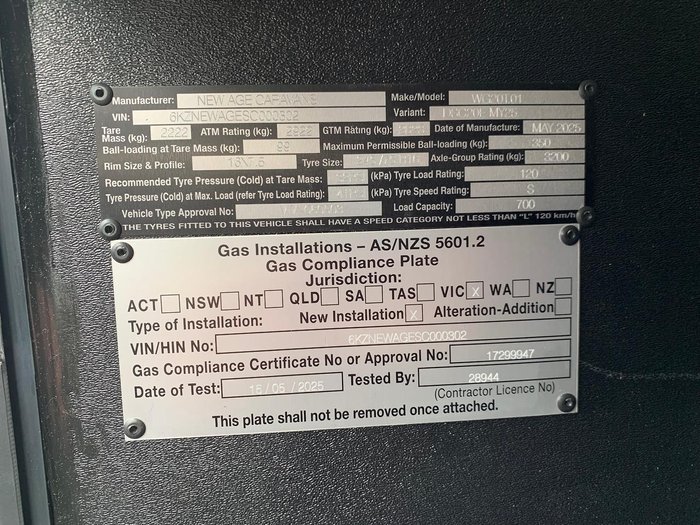 Manufacturer: NEW AGE CARAVANS Make/Model: WG20E01
VIN: 6KZNEWAGESC000302 Variant:
Tare Mass (kg): 2222 ATM Rating (kg): 2922 GTM Rating (kg): Date of Manufacture: MAY 2025
Ball-loading at Tare Mass (kg): 99 Maximum Permissible Ball-loading (kg): 350
Rim Size & Profile: 16X7.5 Tyre Size: Axle-Group Rating (kg): 3200
Recommended Tyre Pressure (Cold) at Tare Mass: (kPa) Tyre Load Rating: 120
Tyre Pressure (Cold) at Max. Load (refer Tyre Load Rating): (kPa) Tyre Speed Rating: S
Vehicle Type Approval No: Load Capacity: 700
THE TYRES FITTED TO THIS VEHICLE SHALL HAVE A SPEED CATEGORY NOT LESS THAN "L" 120 km/h
Gas Installations – AS/NZS 5601.2
Gas Compliance Plate
Jurisdiction:
ACT NSW NT QLD SA TAS VIC X WA NZ
Type of Installation: New Installation X Alteration-Addition
VIN/HIN No: 6KZNEWAGESC000302
Gas Compliance Certificate No or Approval No: 17299947
Date of Test: 16 / 05 / 2025 Tested By: 28944
(Contractor Licence No)
This plate shall not be removed once attached.